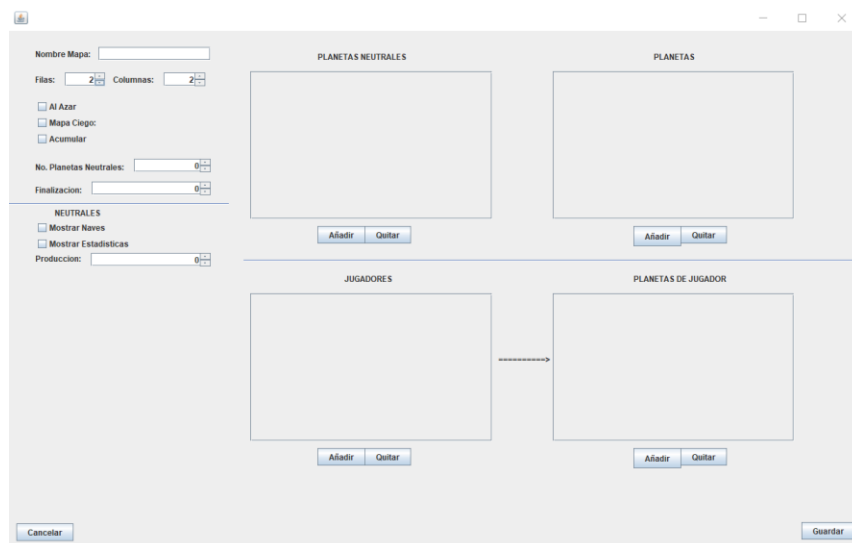 Nombre Mapa:
Filas: 2 Columnas: 2
Al Azar
Mapa Ciego:
Acumular
No. Planetas Neutrales: 0
Finalizacion: 0
NEUTRALES
Mostrar Naves
Mostrar Estadisticas
Produccion: 0
PLANETAS NEUTRALES
Añadir Quitar
PLANETAS
Añadir Quitar
JUGADORES
Añadir Quitar
==========>
PLANETAS DE JUGADOR
Añadir Quitar
Cancelar
Guardar